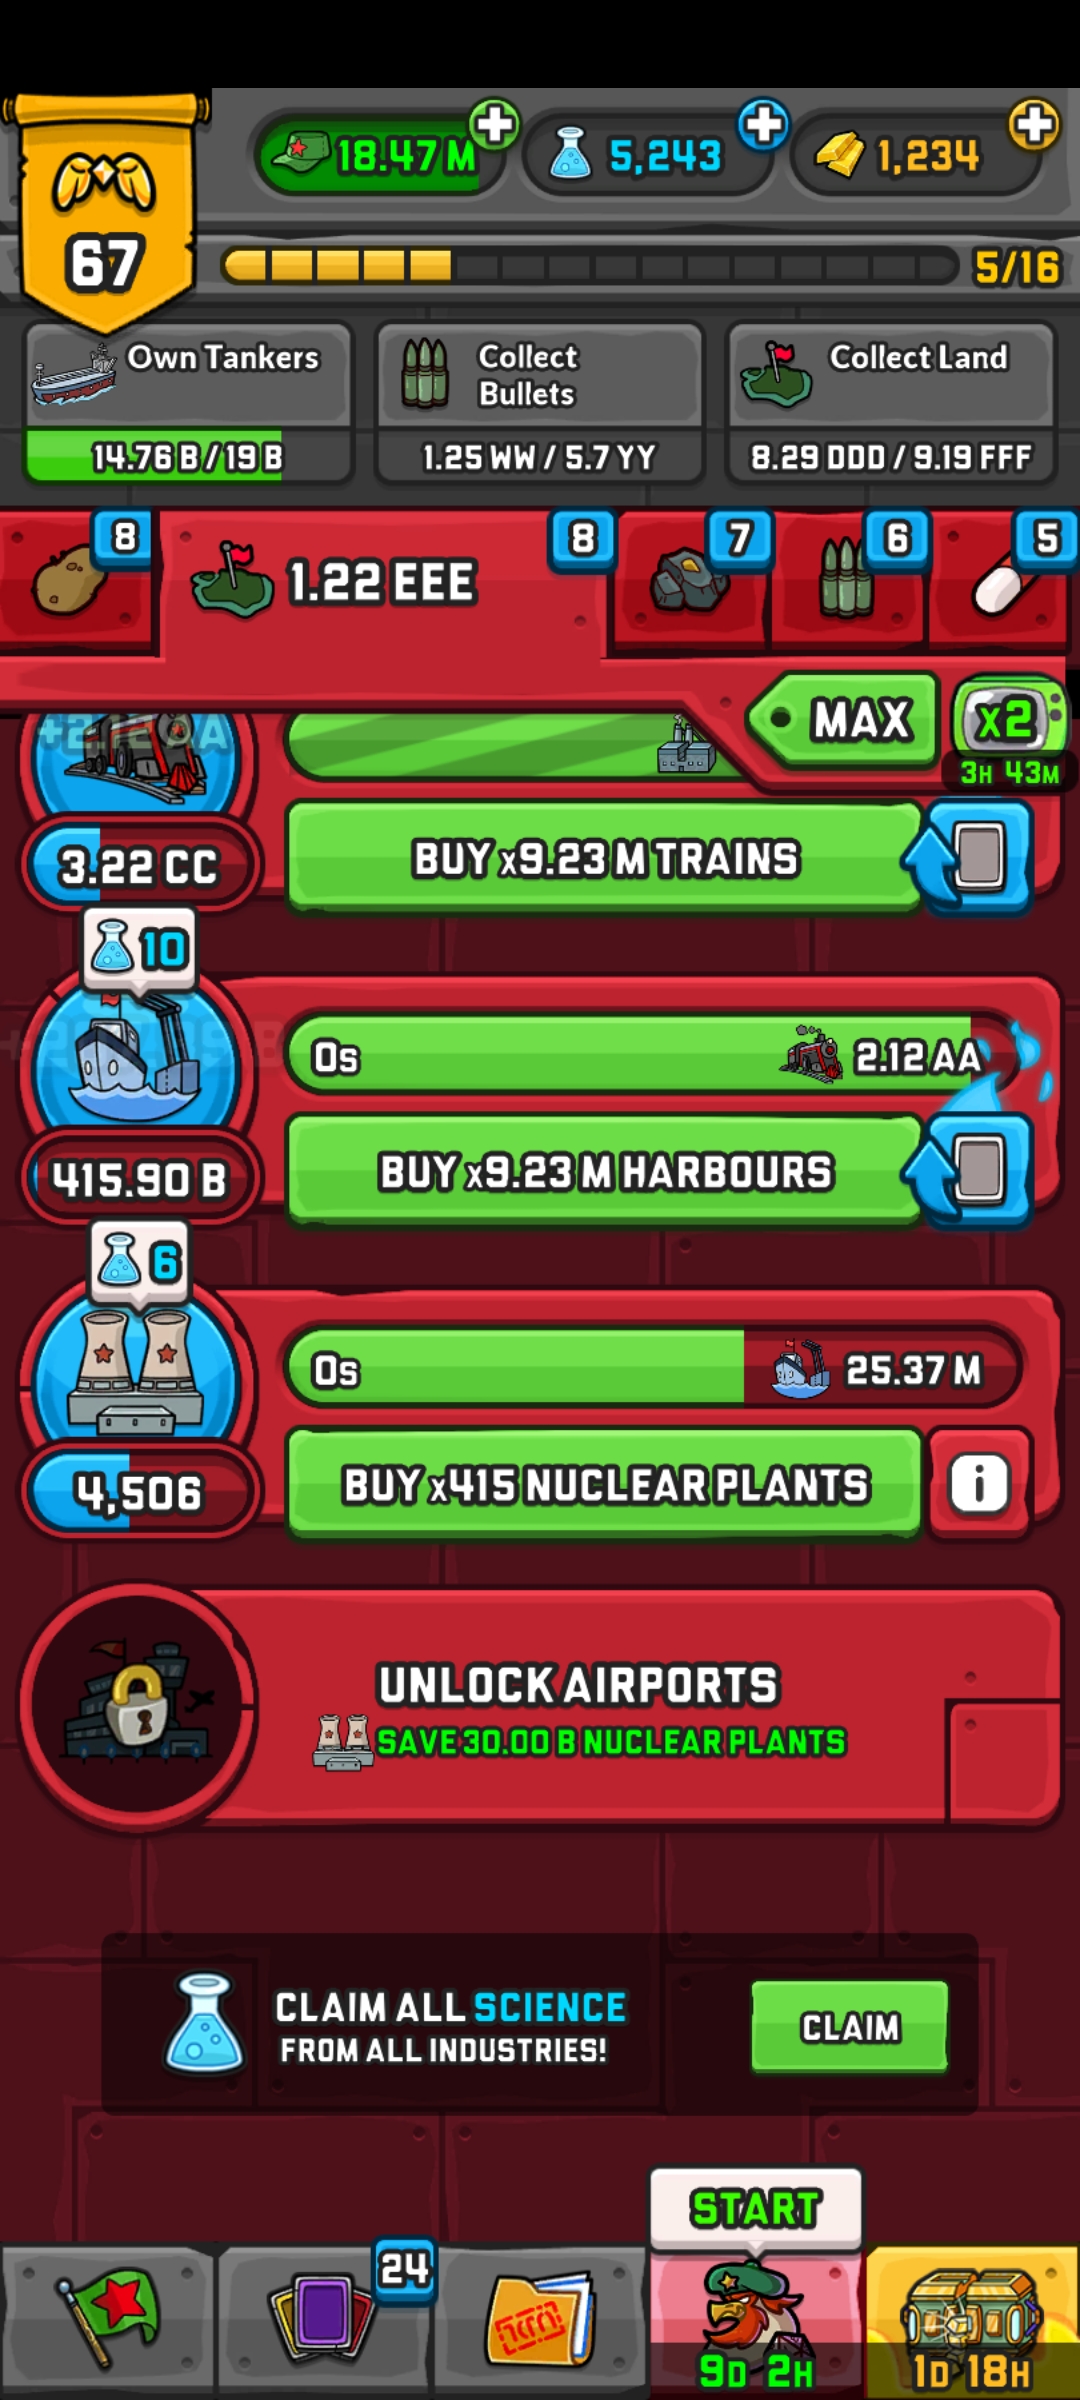 18.47 M
5,243
1,234
67
5/16
Own Tankers
14.76 B / 19 B
Collect
Bullets
1.25 WW / 5.7 YY
Collect Land
8.29 DDD / 9.19 FFF
8
1.22 EEE
8
7
6
5
MAX
x2
3H 43M
3.22 CC
BUY x9.23 M TRAINS
10
0s
2.12 AA
415.90 B
BUY x9.23 M HARBOURS
6
0s
25.37 M
4,506
BUY x415 NUCLEAR PLANTS
i
UNLOCK AIRPORTS
SAVE 30.00 B NUCLEAR PLANTS
CLAIM ALL SCIENCE
FROM ALL INDUSTRIES!
CLAIM
START
24
9D 2H
1D 18H